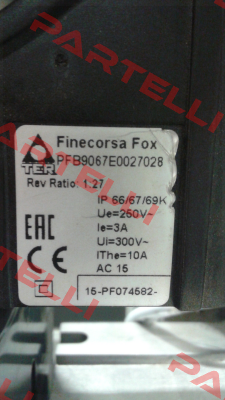 PARTELLI
Finecorsa Fox
PFB9067E0027028
TER
Rev Ratio: 1:27
IP 66/67/69K
Ue=250V~
Ie=3A
EAC
Ui=300V~
CE
IThe=10A
AC 15
15-PF074582-
PARTELLI